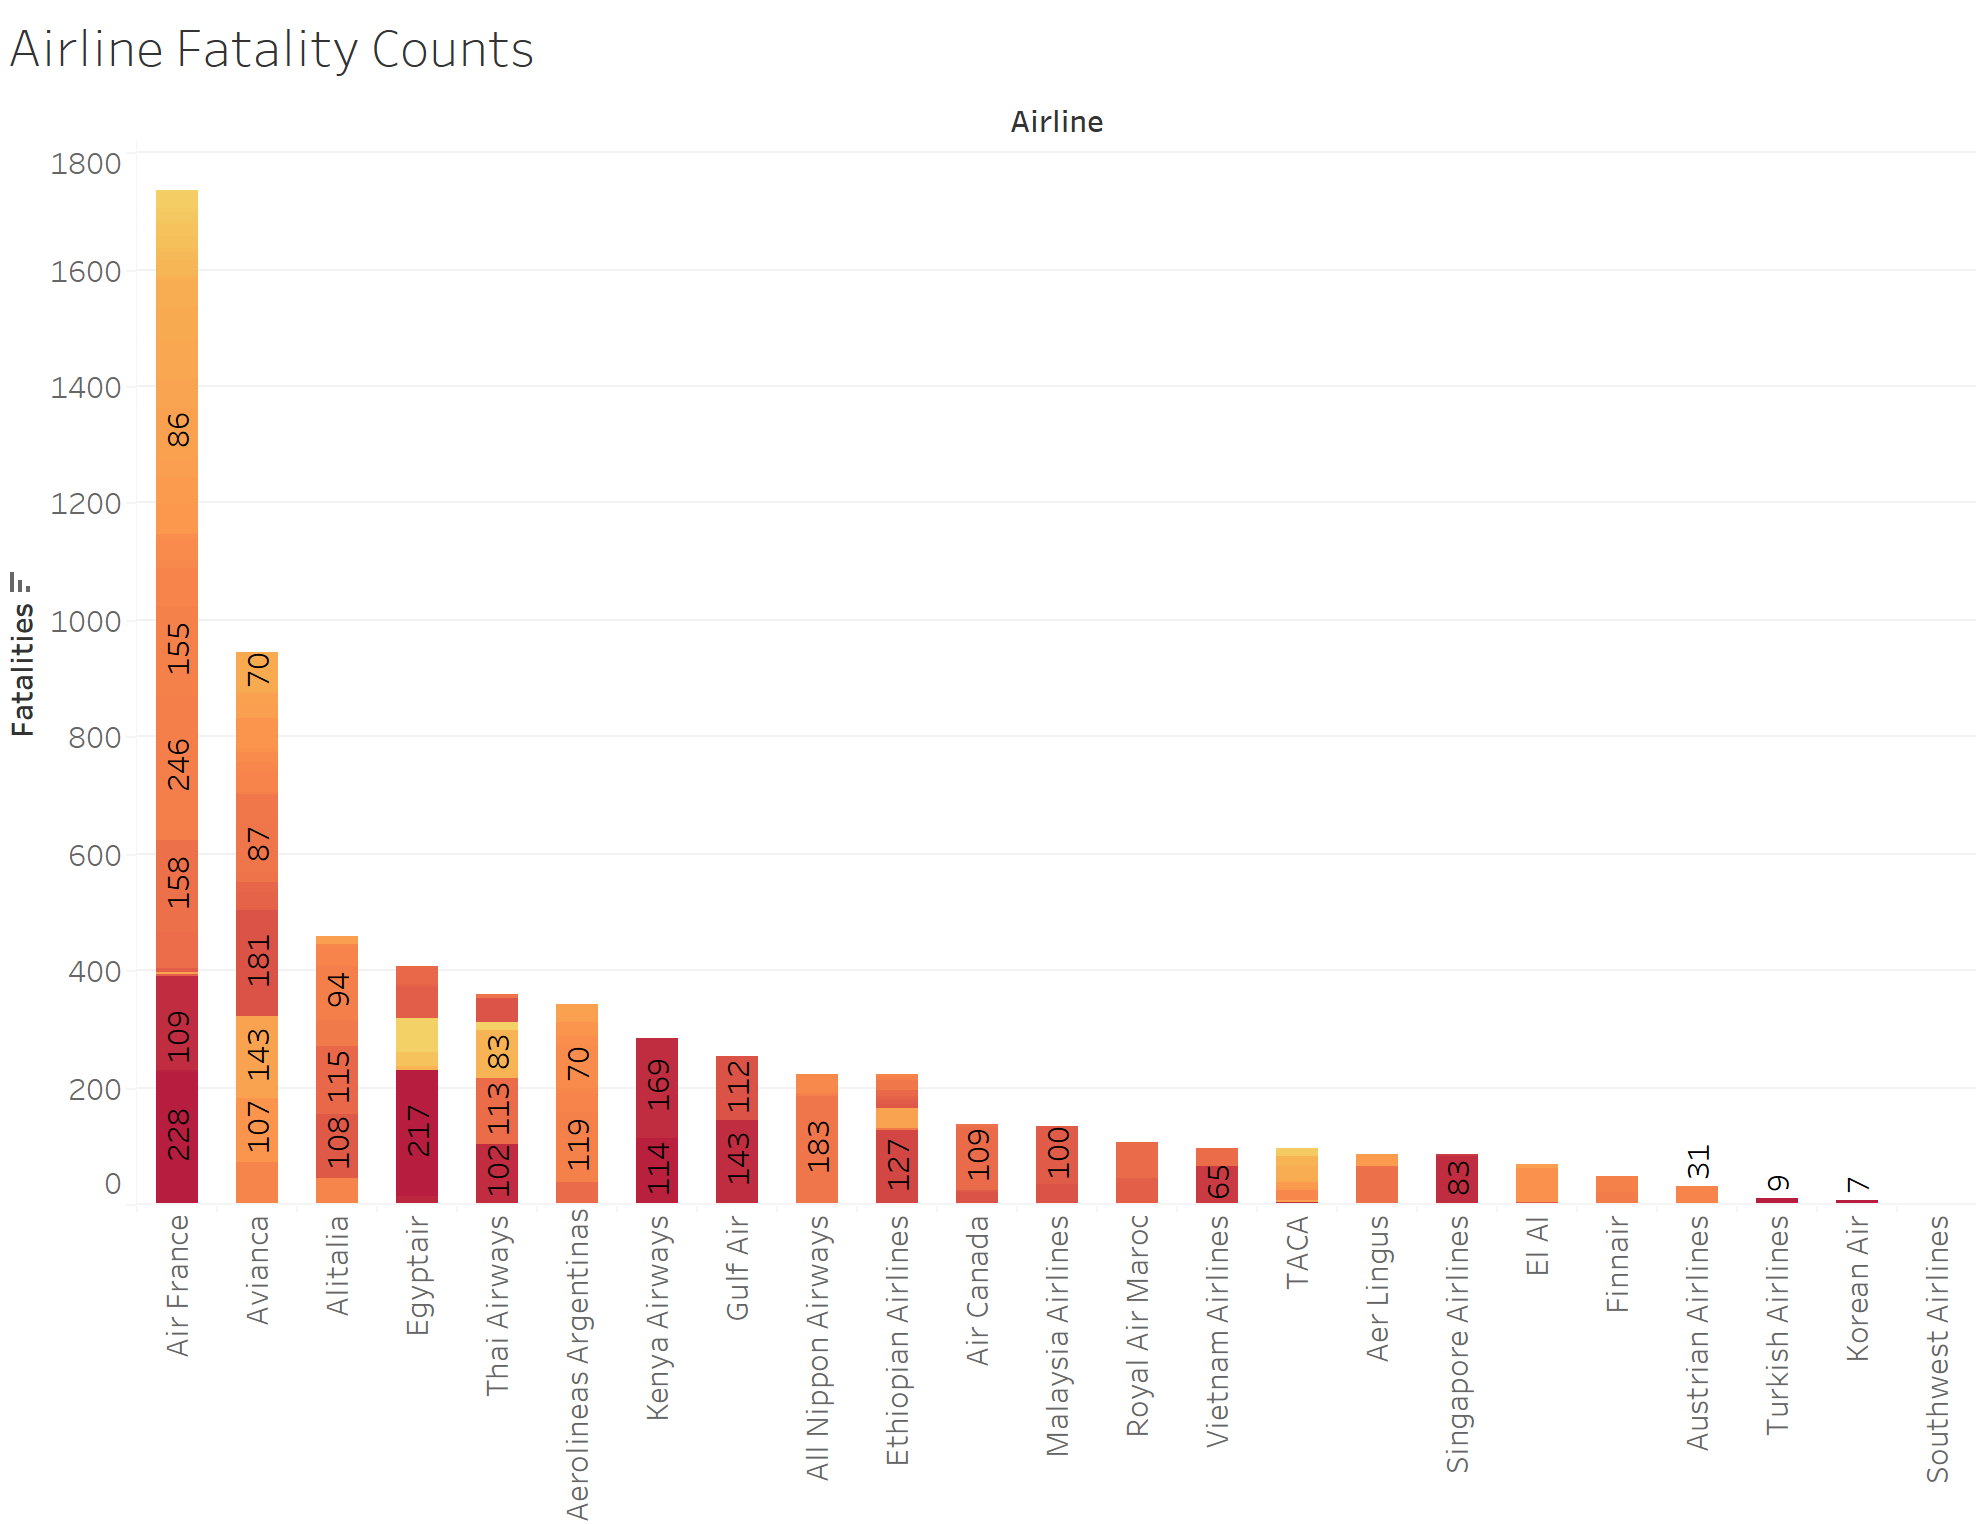 Airline Fatality Counts
Airline
Fatalities
1800
1600
1400
1200
1000
800
600
400
200
0
86
155
246
158
109
228
70
87
181
143
107
94
115
108
217
83
113
102
70
119
169
114
112
143
183
127
109
100
65
83
31
9
7
Air France
Avianca
Alitalia
Egyptair
Thai Airways
Aerolineas Argentinas
Kenya Airways
Gulf Air
All Nippon Airways
Ethiopian Airlines
Air Canada
Malaysia Airlines
Royal Air Maroc
Vietnam Airlines
TACA
Aer Lingus
Singapore Airlines
El Al
Finnair
Austrian Airlines
Turkish Airlines
Korean Air
Southwest Airlines